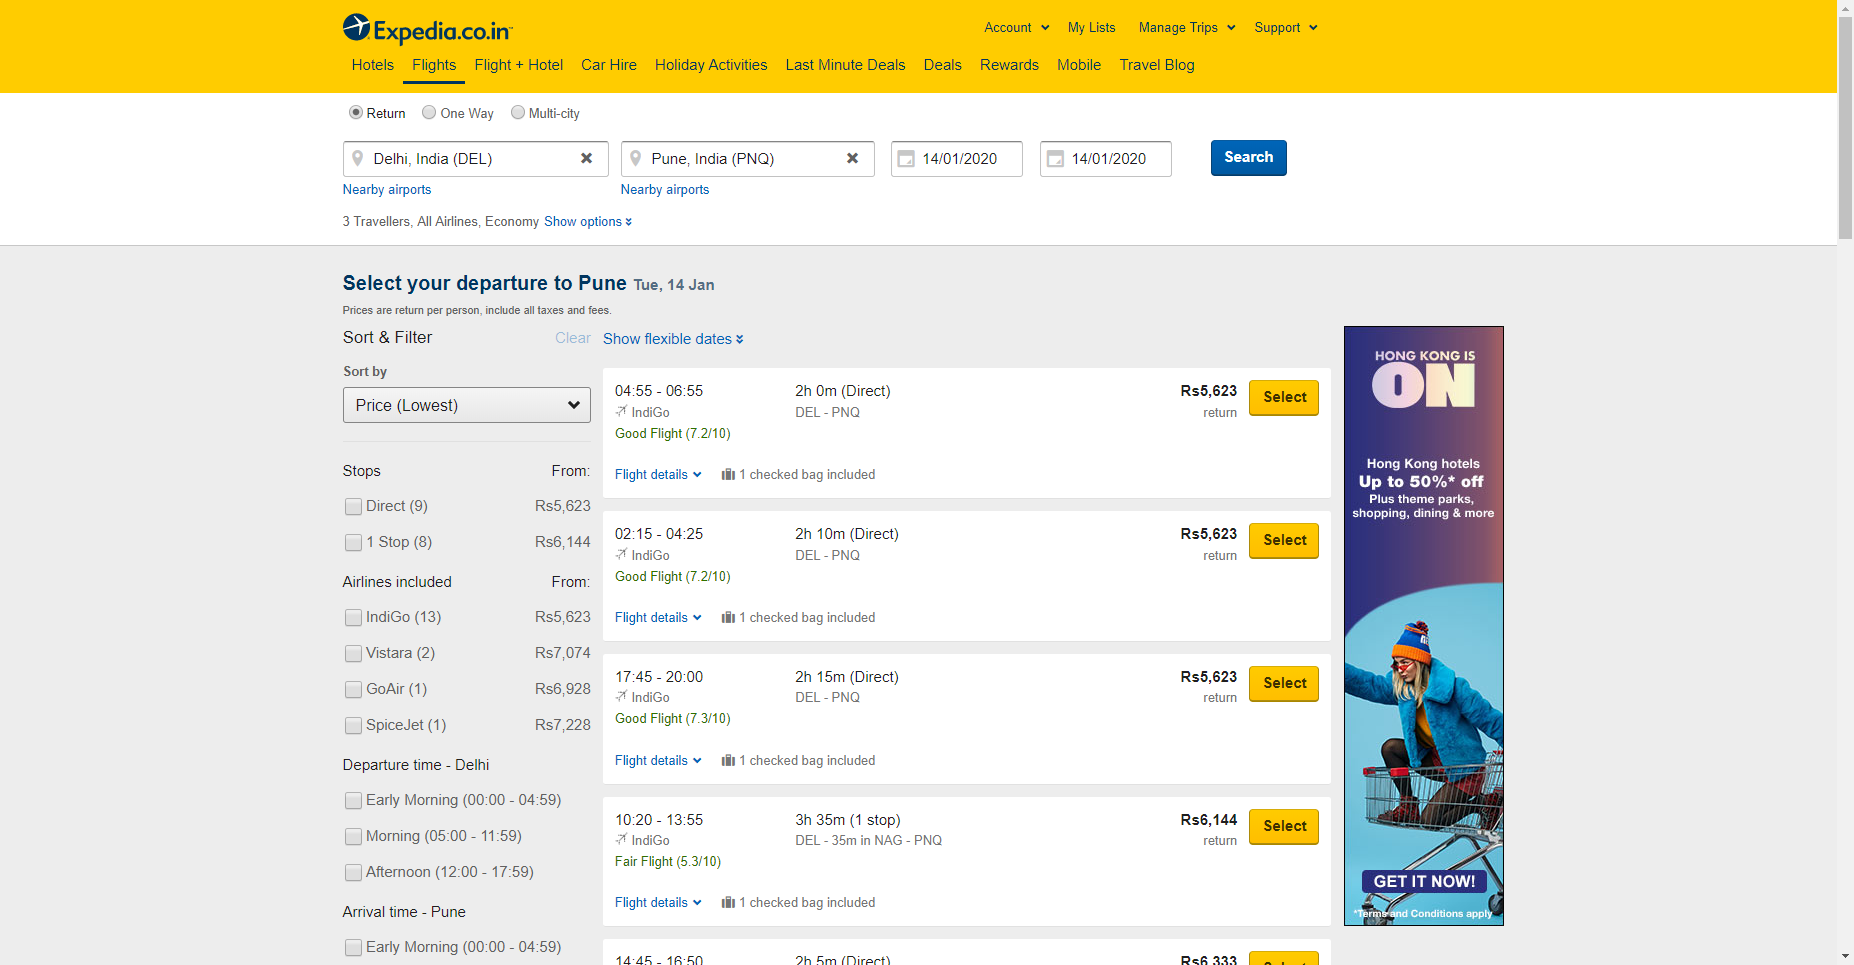 Expedia.co.in
Account
My Lists
Manage Trips
Support
Hotels
Flights
Flight + Hotel
Car Hire
Holiday Activities
Last Minute Deals
Deals
Rewards
Mobile
Travel Blog
Return
One Way
Multi-city
Delhi, India (DEL)
Pune, India (PNQ)
14/01/2020
14/01/2020
Search
Nearby airports
Nearby airports
3 Travellers, All Airlines, Economy Show options
Select your departure to Pune Tue, 14 Jan
Prices are return per person, include all taxes and fees.
Sort & Filter
Clear
Sort by
Price (Lowest)
Stops From:
Direct (9) Rs5,623
1 Stop (8) Rs6,144
Airlines included From:
IndiGo (13) Rs5,623
Vistara (2) Rs7,074
GoAir (1) Rs6,928
SpiceJet (1) Rs7,228
Departure time - Delhi
Early Morning (00:00 - 04:59)
Morning (05:00 - 11:59)
Afternoon (12:00 - 17:59)
Arrival time - Pune
Early Morning (00:00 - 04:59)
Show flexible dates
04:55 - 06:55 2h 0m (Direct) Rs5,623 Select
IndiGo DEL - PNQ return
Good Flight (7.2/10)
Flight details 1 checked bag included
02:15 - 04:25 2h 10m (Direct) Rs5,623 Select
IndiGo DEL - PNQ return
Good Flight (7.2/10)
Flight details 1 checked bag included
17:45 - 20:00 2h 15m (Direct) Rs5,623 Select
IndiGo DEL - PNQ return
Good Flight (7.3/10)
Flight details 1 checked bag included
10:20 - 13:55 3h 35m (1 stop) Rs6,144 Select
IndiGo DEL - 35m in NAG - PNQ return
Fair Flight (5.3/10)
Flight details 1 checked bag included
14:45 - 16:50 2h 5m (Direct) Rs6,333 Select
HONG KONG IS
ON
Hong Kong hotels
Up to 50%* off
Plus theme parks,
shopping, dining & more
GET IT NOW!
*Terms and Conditions apply